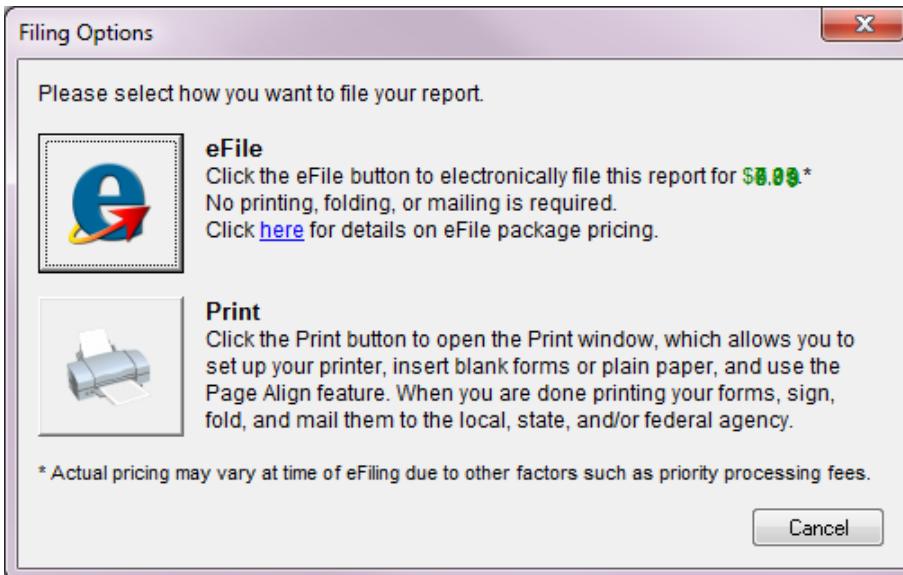 Filing Options
Please select how you want to file your report.
eFile
Click the eFile button to electronically file this report for
No printing, folding, or mailing is required.
Click here for details on eFile package pricing.
Print
Click the Print button to open the Print window, which allows you to
set up your printer, insert blank forms or plain paper, and use the
Page Align feature. When you are done printing your forms, sign,
fold, and mail them to the local, state, and/or federal agency.
* Actual pricing may vary at time of eFiling due to other factors such as priority processing fees.
Cancel